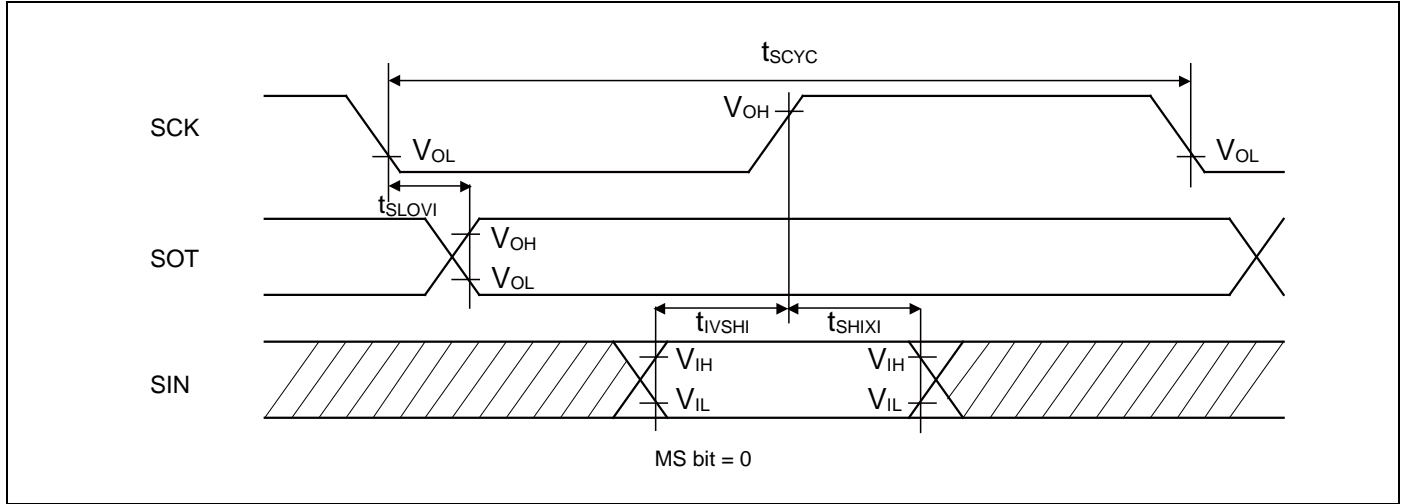 tSCYC
SCK
VOH
VOL
VOL
tSLOVI
SOT
VOH
VOL
tIVSHI
tSHIXI
SIN
VIH
VIH
VIL
VIL
MS bit = 0